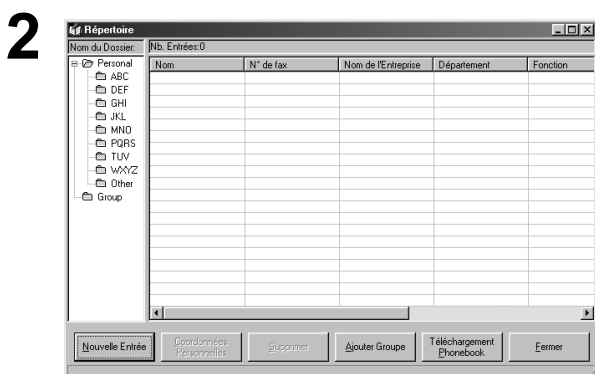 2
Répertoire
Nom du Dossier:
Nb. Entrées:0
Nom
N° de fax
Nom de l'Entreprise
Département
Fonction
Personal
ABC
DEF
GHI
JKL
MNO
PQRS
TUV
WXYZ
Other
Group
Nouvelle Entrée
Coordonnées
Personnelles
Supprimer
Ajouter Groupe
Téléchargement
Phonebook
Fermer